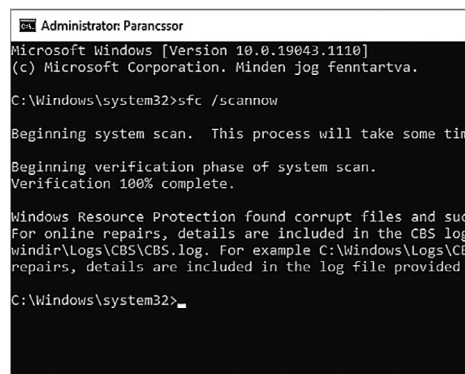 Administrator: Parancssor
Microsoft Windows [Version 10.0.19043.1110]
(c) Microsoft Corporation. Minden jog fenntartva.
C:\Windows\system32>sfc /scannow
Beginning system scan.  This process will take some tim
Beginning verification phase of system scan.
Verification 100% complete.
Windows Resource Protection found corrupt files and suc
For online repairs, details are included in the CBS log
windir\Logs\CBS\CBS.log. For example C:\Windows\Logs\CB
repairs, details are included in the log file provided
C:\Windows\system32>